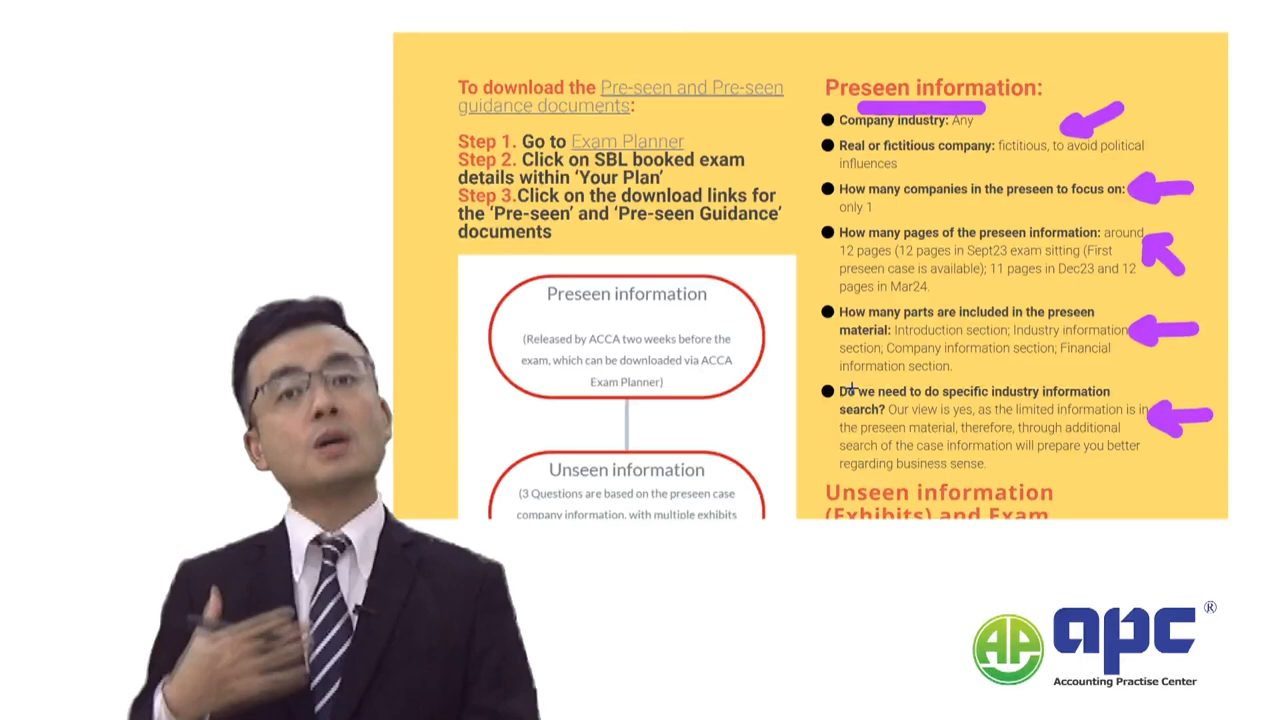 To download the Pre-seen and Pre-seen
guidance documents:
Step 1. Go to Exam Planner
Step 2. Click on SBL booked exam
details within ‘Your Plan’
Step 3.Click on the download links for
the ‘Pre-seen’ and ‘Pre-seen Guidance’
documents
Preseen information
(Released by ACCA two weeks before the
exam, which can be downloaded via ACCA
Exam Planner)
Unseen information
(3 Questions are based on the preseen case
company information, with multiple exhibits
Preseen information:
Company industry: Any
Real or fictitious company: fictitious, to avoid political
influences
How many companies in the preseen to focus on:
only 1
How many pages of the preseen information: around
12 pages (12 pages in Sept23 exam sitting (First
preseen case is available); 11 pages in Dec23 and 12
pages in Mar24.
How many parts are included in the preseen
material: Introduction section; Industry information
section; Company information section; Financial
information section.
Do we need to do specific industry information
search? Our view is yes, as the limited information is in
the preseen material, therefore, through additional
search of the case information will prepare you better
regarding business sense.
Unseen information
(Exhibits) and Exam
AP apc ®
Accounting Practise Center